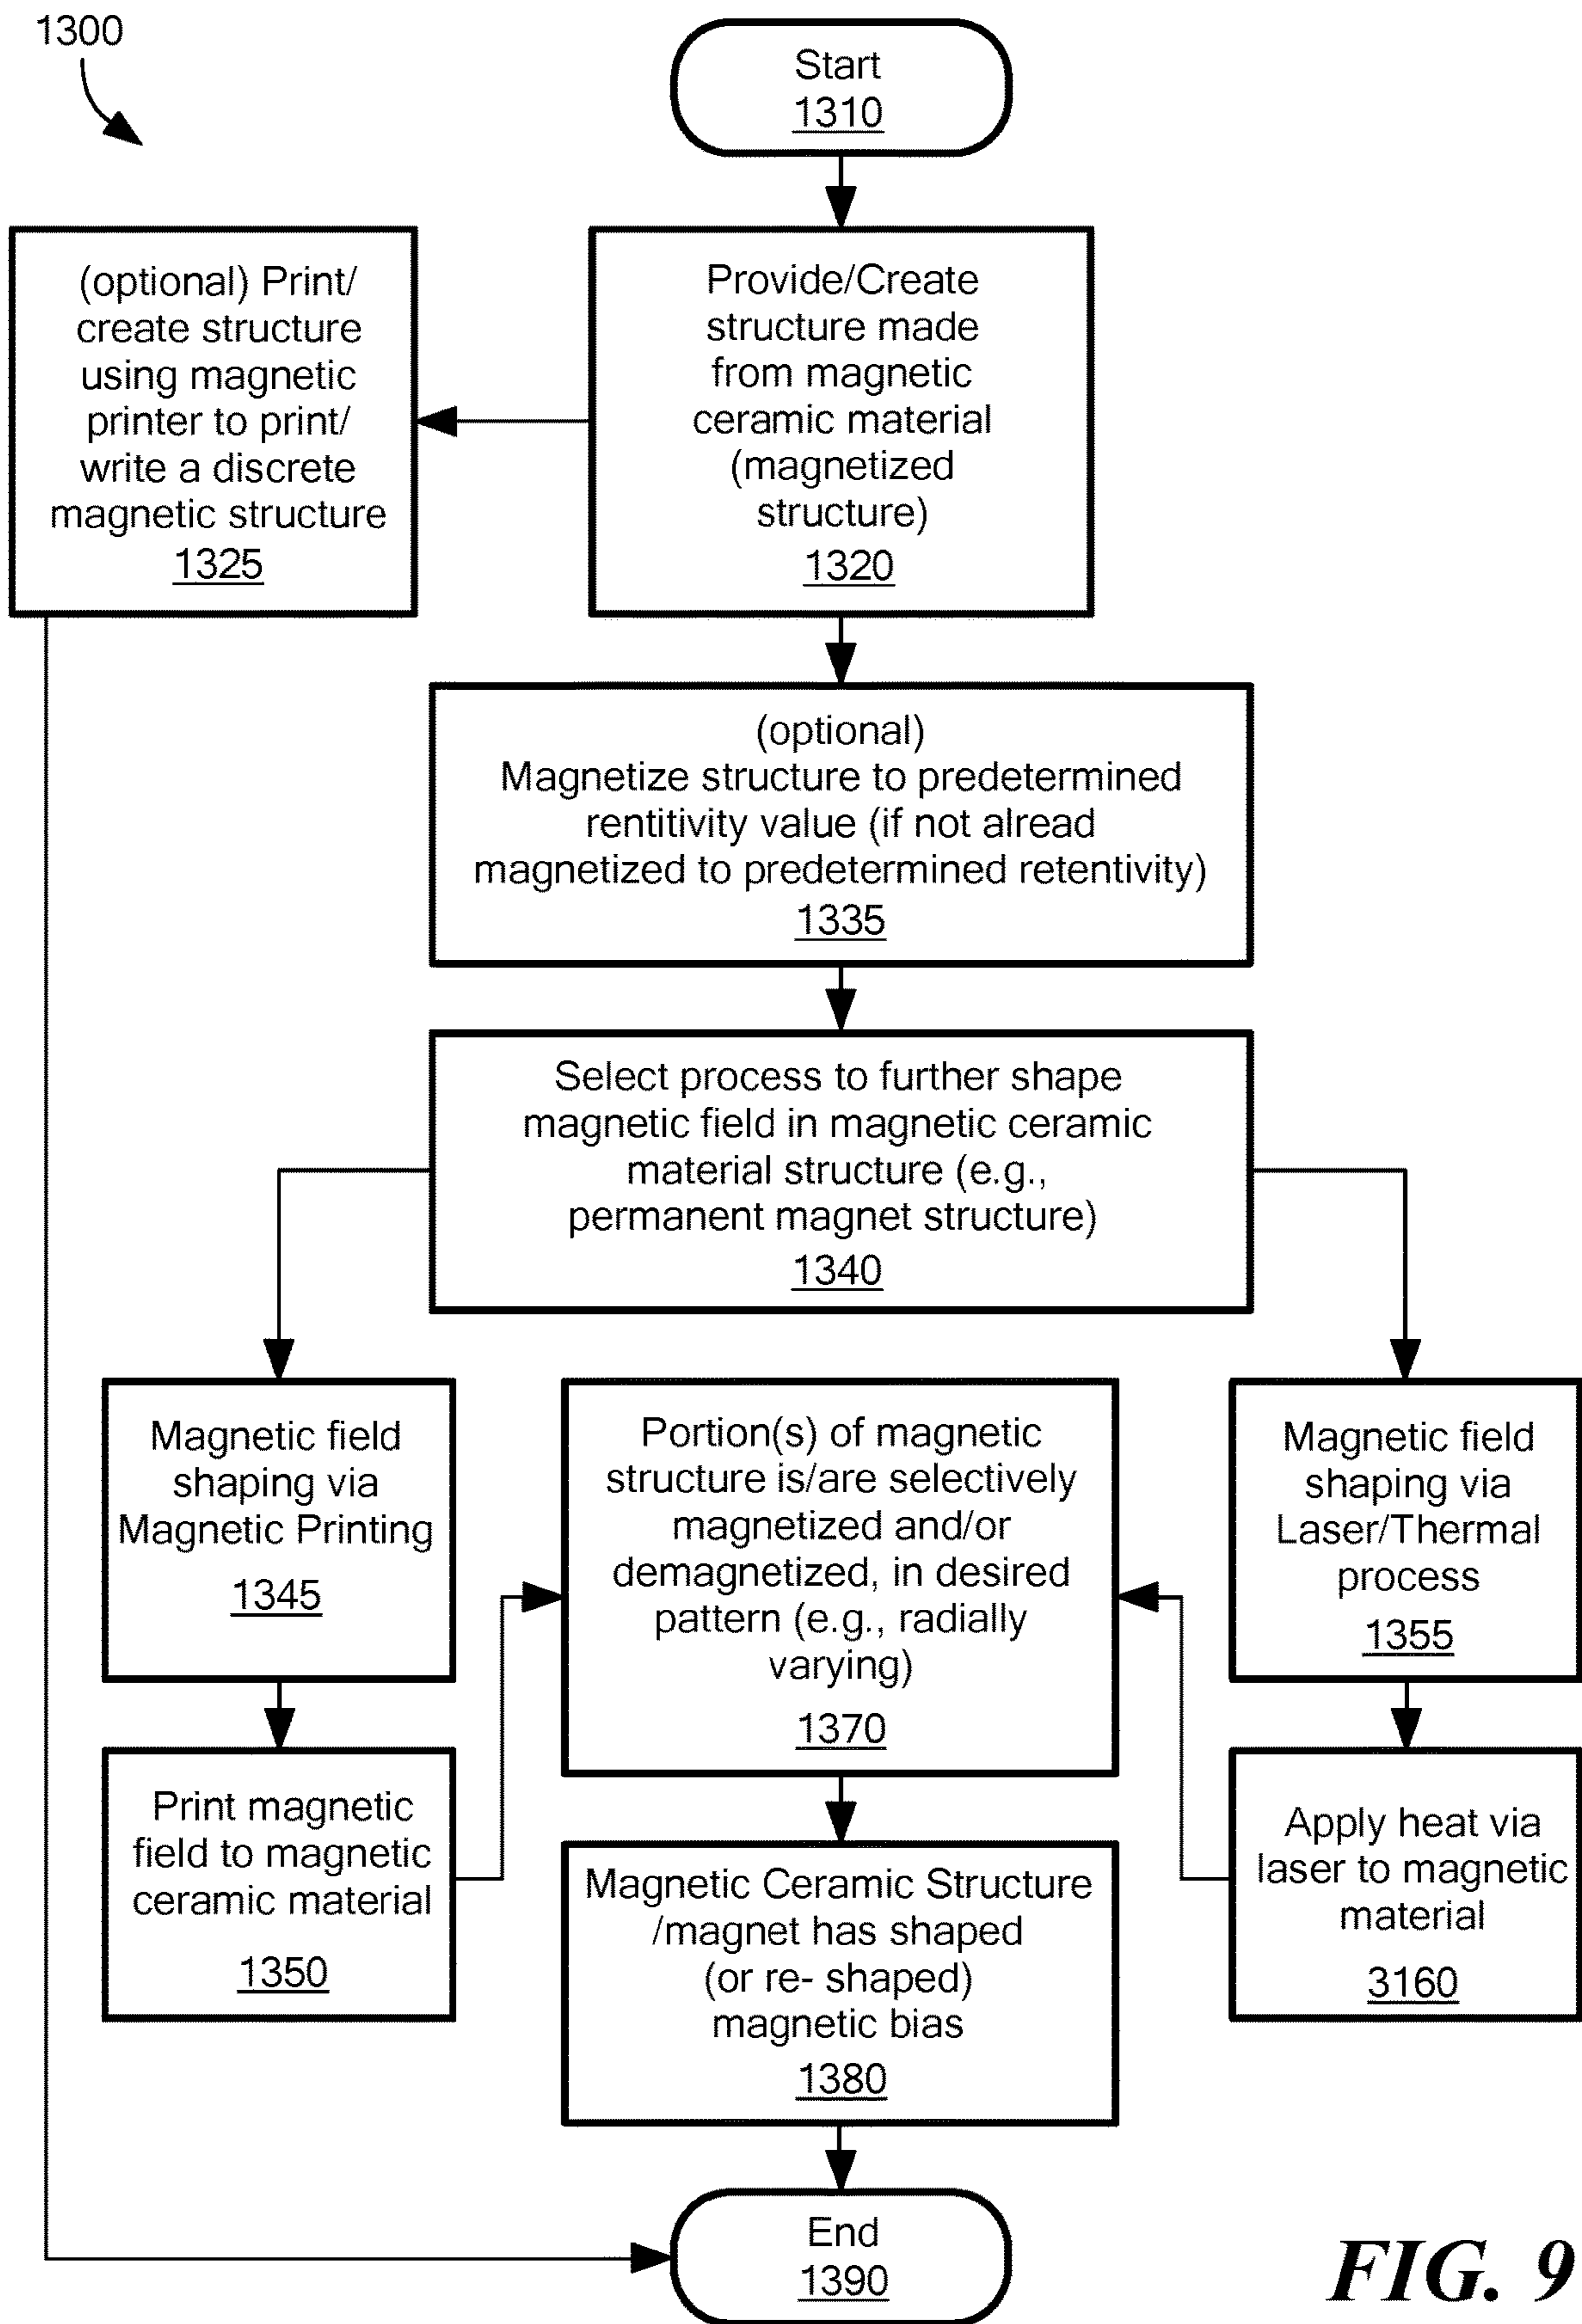 1300
Start
1310
(optional) Print/
create structure
using magnetic
printer to print/
write a discrete
magnetic structure
1325
Provide/Create
structure made
from magnetic
ceramic material
(magnetized
structure)
1320
(optional)
Magnetize structure to predetermined
rentitivity value (if not alread
magnetized to predetermined retentivity)
1335
Select process to further shape
magnetic field in magnetic ceramic
material structure (e.g.,
permanent magnet structure)
1340
Magnetic field
shaping via
Magnetic Printing
1345
Portion(s) of magnetic
structure is/are selectively
magnetized and/or
demagnetized, in desired
pattern (e.g., radially
varying)
1370
Magnetic field
shaping via
Laser/Thermal
process
1355
Print magnetic
field to magnetic
ceramic material
1350
Magnetic Ceramic Structure
/magnet has shaped
(or re- shaped)
magnetic bias
1380
Apply heat via
laser to magnetic
material
3160
End
1390
FIG. 9